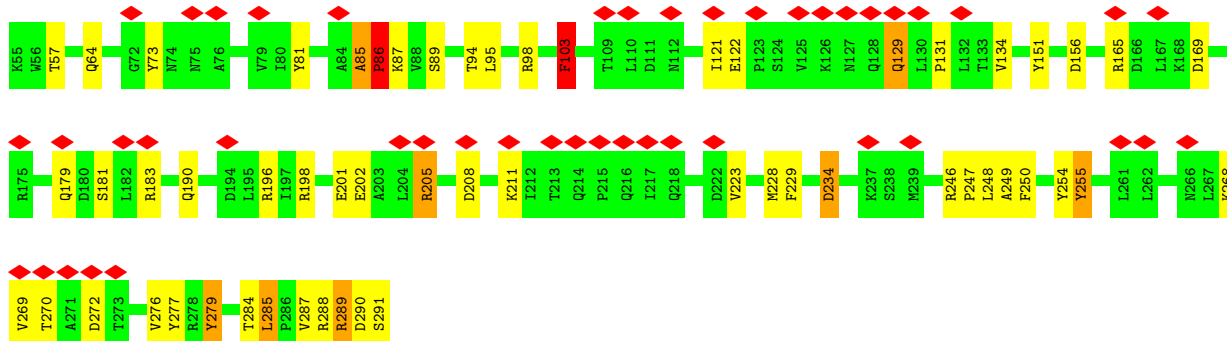 K55 W56 T57 Q64 G72 Y73 N74 N75 A76 V79 I80 Y81 A84 A85 P86 K87 V88 S89 T94 L95 R98 F103 T109 L110 D111 N112 I121 E122 P123 S124 V125 K126 N127 Q128 Q129 L130 P131 L132 T133 V134 Y151 D156 R165 D166 L167 K168 D169
R175 Q179 D180 S181 L182 R183 Q190 D194 L195 R196 I197 R198 E201 E202 A203 L204 R205 D208 K211 I212 T213 Q214 P215 Q216 I217 Q218 D222 V223 M228 F229 D234 K237 S238 M239 R246 P247 L248 A249 F250 Y254 Y255 L261 L262 N266 L267 K268
V269 T270 A271 D272 T273 V276 Y277 R278 Y279 T284 L285 P286 V287 R288 R289 D290 S291